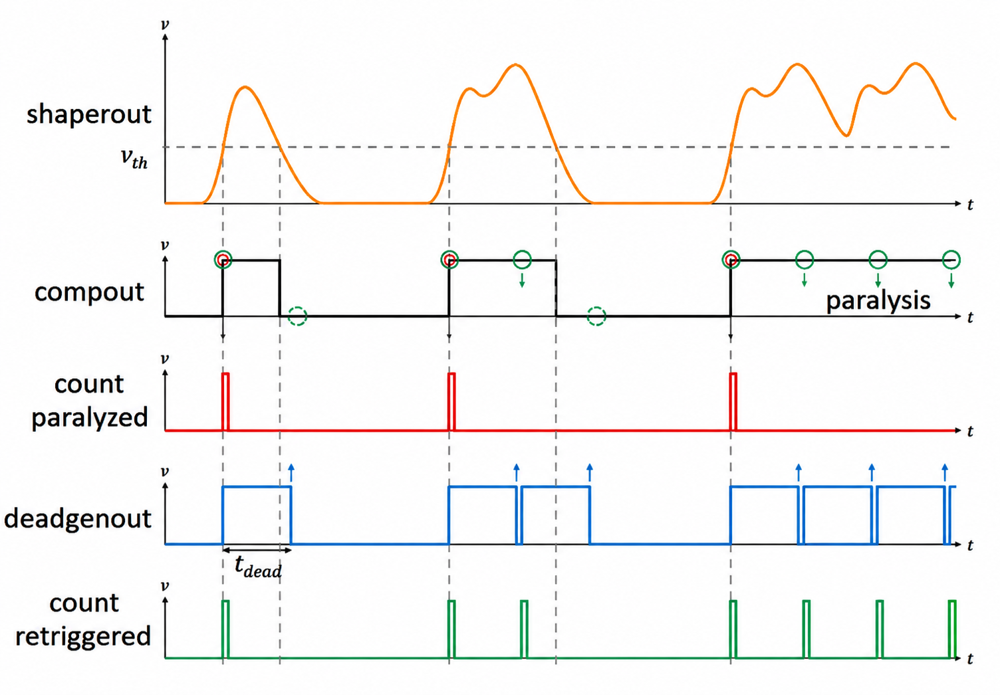 v
shaperout
v_th
t
v
compout
paralysis
t
v
count
paralyzed
t
v
deadgenout
t
t_dead
v
count
retriggered
t